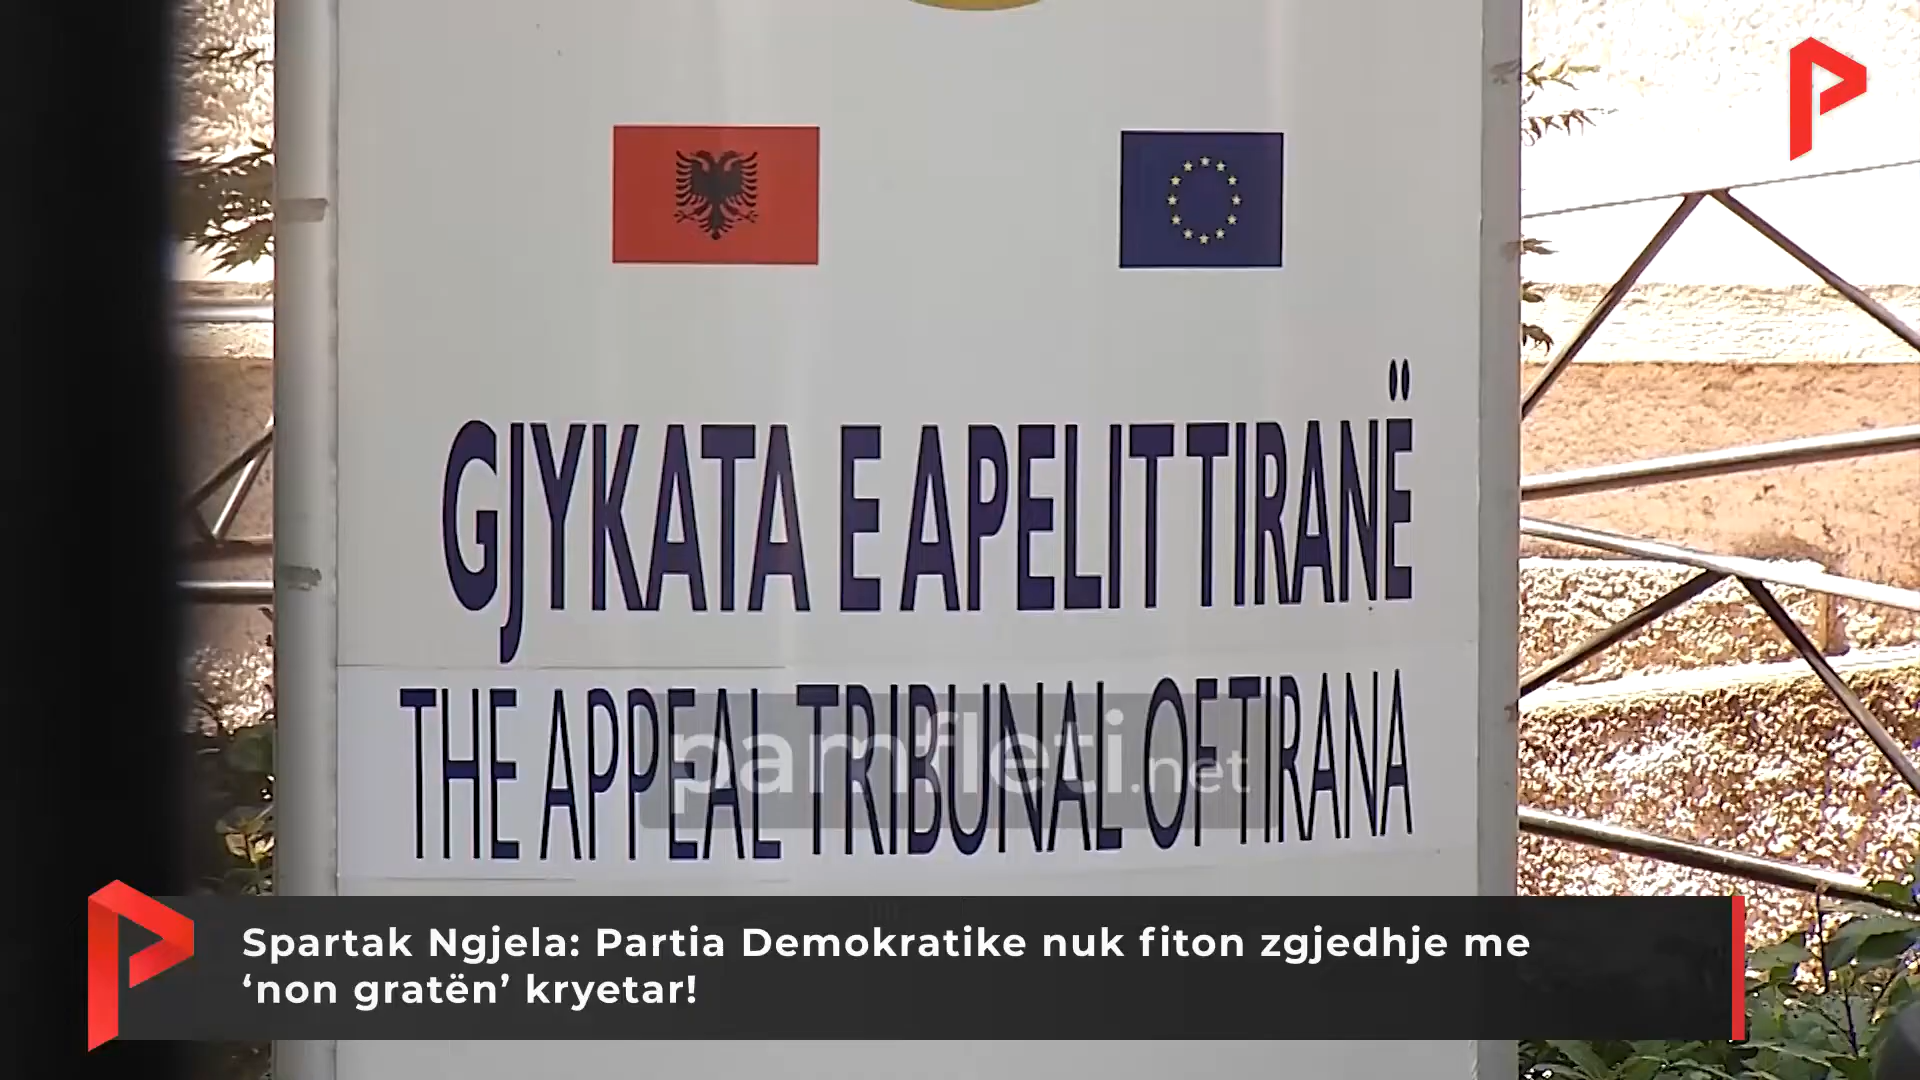 GJYKATA E APELIT TIRANË
THE APPEAL TRIBUNAL OF TIRANA
pamfleti.net
Spartak Ngjela: Partia Demokratike nuk fiton zgjedhje me
‘non gratën’ kryetar!